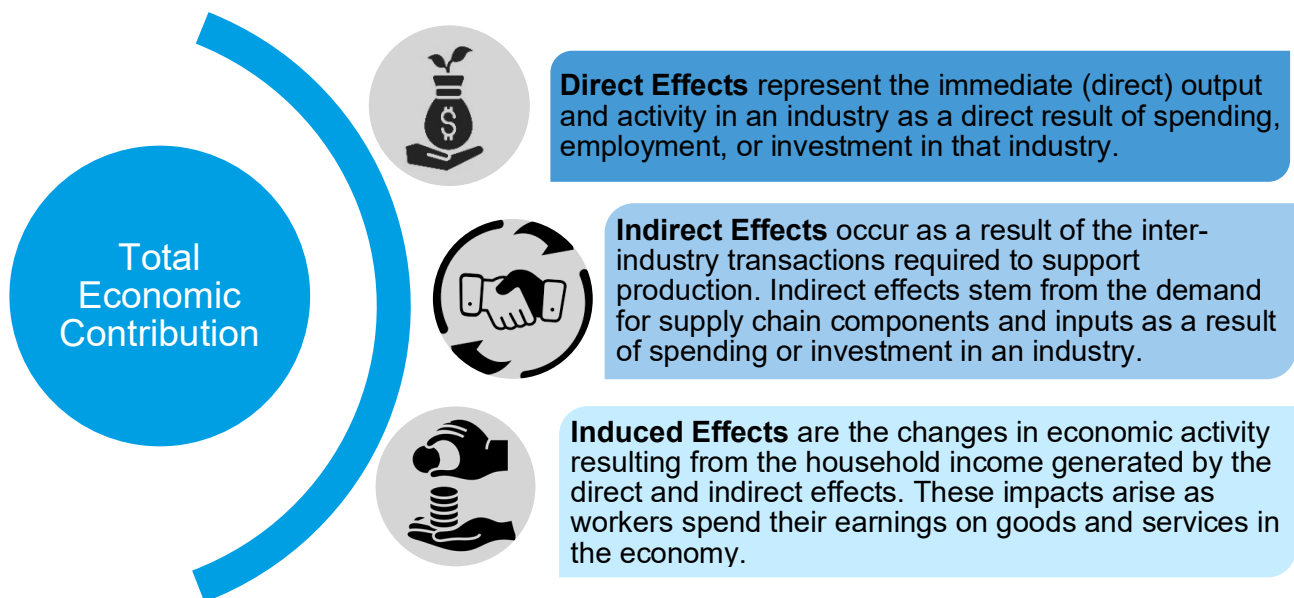 Total
Economic
Contribution
$
Direct Effects represent the immediate (direct) output
and activity in an industry as a direct result of spending,
employment, or investment in that industry.
Indirect Effects occur as a result of the inter-
industry transactions required to support
production. Indirect effects stem from the demand
for supply chain components and inputs as a result
of spending or investment in an industry.
Induced Effects are the changes in economic activity
resulting from the household income generated by the
direct and indirect effects. These impacts arise as
workers spend their earnings on goods and services in
the economy.